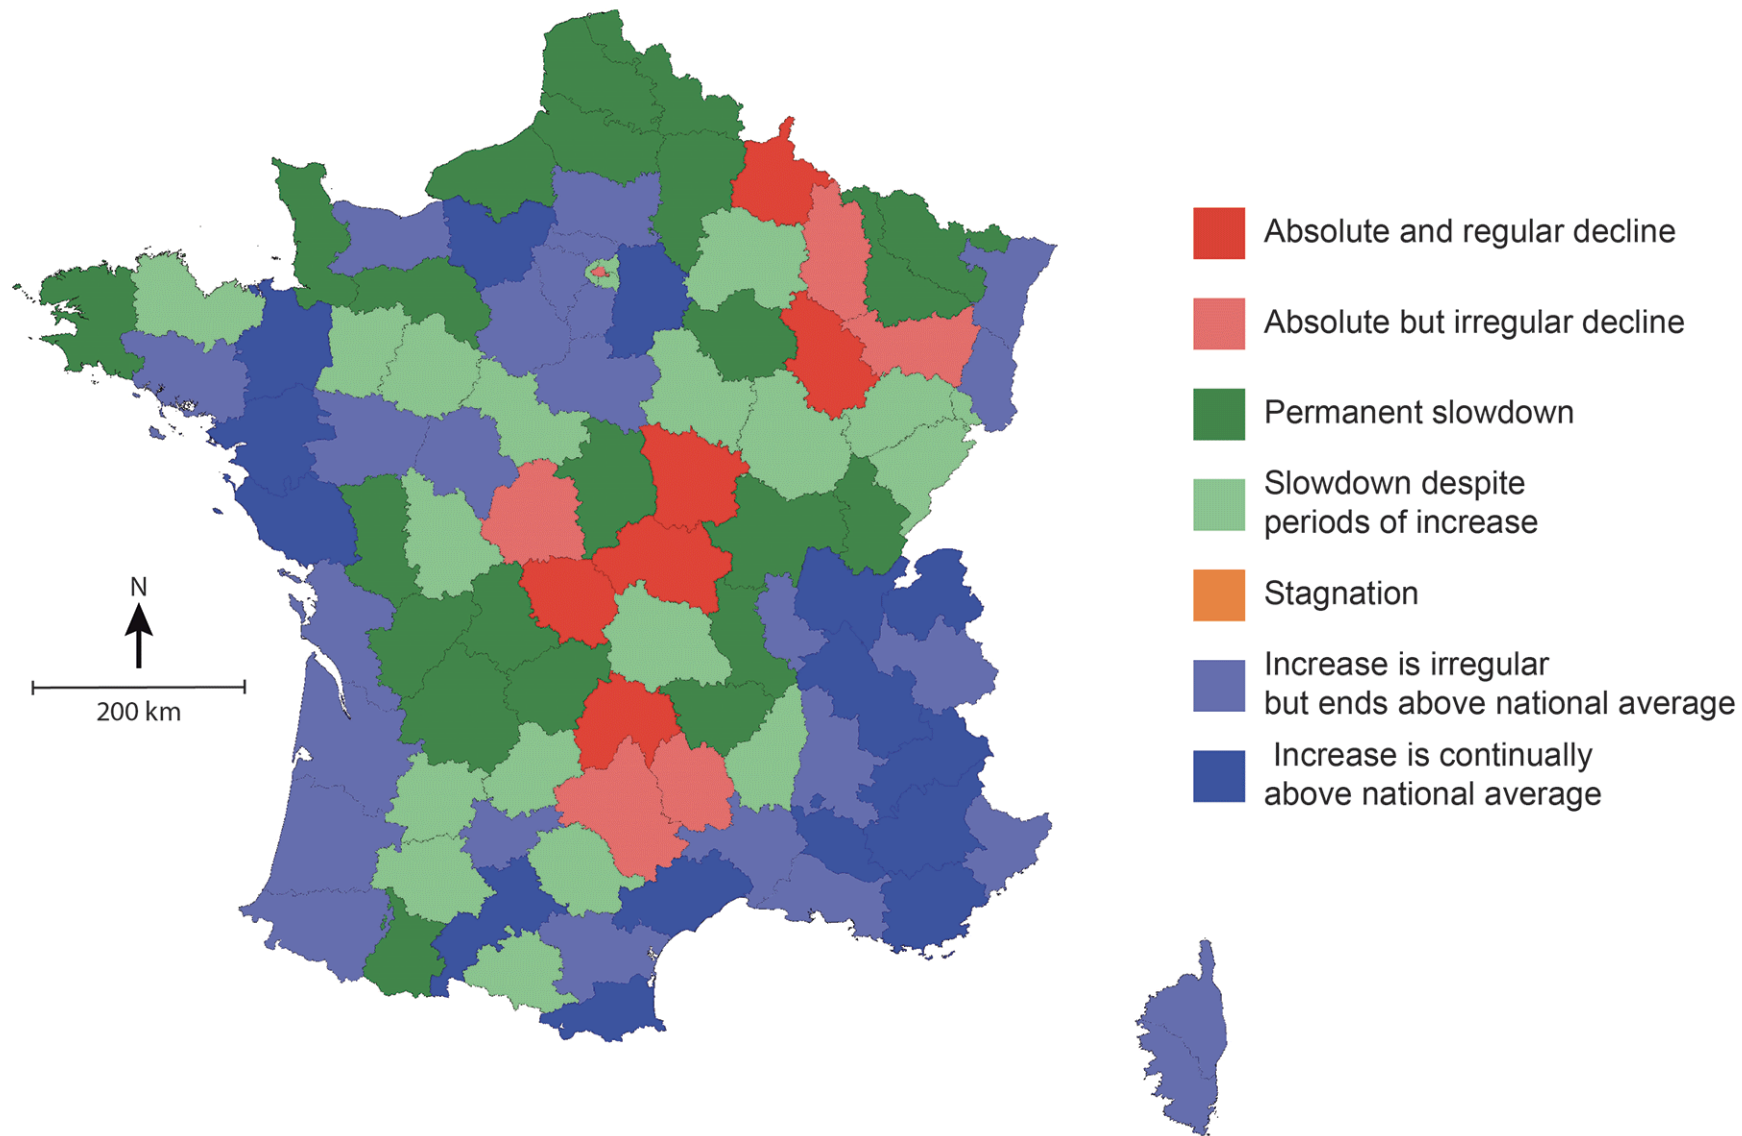 Absolute and regular decline
Absolute but irregular decline
Permanent slowdown
Slowdown despite
periods of increase
Stagnation
Increase is irregular
but ends above national average
Increase is continually
above national average
N
200 km